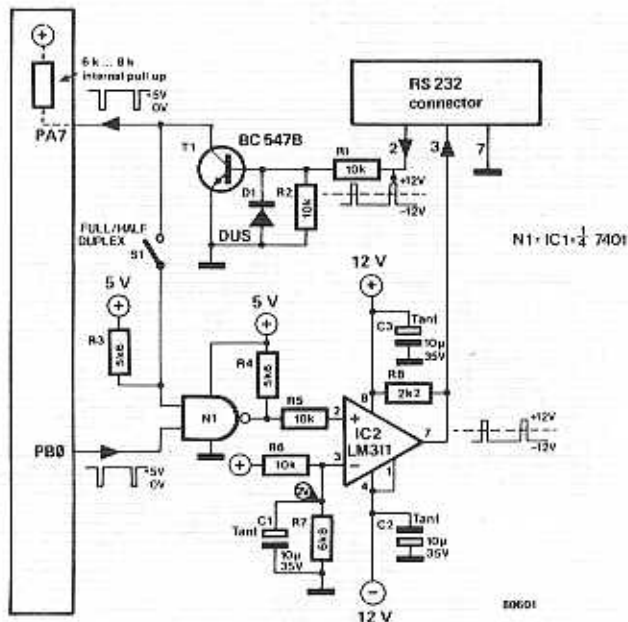 6 k ... 8 k
internal pull up
5V
0V
PA7
RS 232
connector
BC 547B
T1
R1
10k
2
3
7
+12V
−12V
D1
R2
10k
DUS
FULL/HALF
DUPLEX
S1
N1 = IC1 = 1/4 7401
5 V
R3
5k6
5 V
R4
5k6
12 V
C3
Tant
10µ
35V
R8
2k2
N1
R5
10k
2
8
IC2
LM311
7
1
3
4
+12V
−12V
PB0
5V
0V
R6
10k
2V
C1
Tant
10µ
35V
R7
6k8
C2
Tant
10µ
35V
12 V
80601